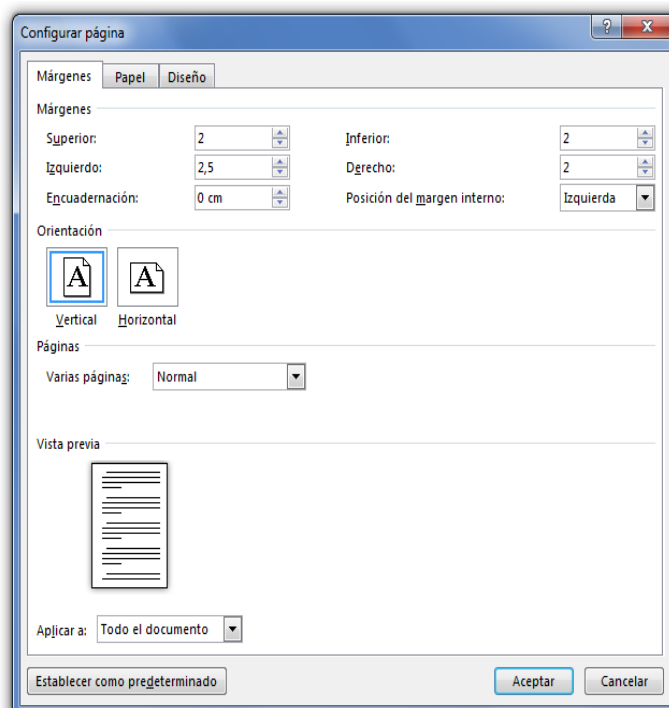 Configurar página
Márgenes Papel Diseño
Márgenes
Superior: 2 Inferior: 2
Izquierdo: 2,5 Derecho: 2
Encuadernación: 0 cm Posición del margen interno: Izquierda
Orientación
A A
Vertical Horizontal
Páginas
Varias páginas: Normal
Vista previa
Aplicar a: Todo el documento
Establecer como predeterminado Aceptar Cancelar